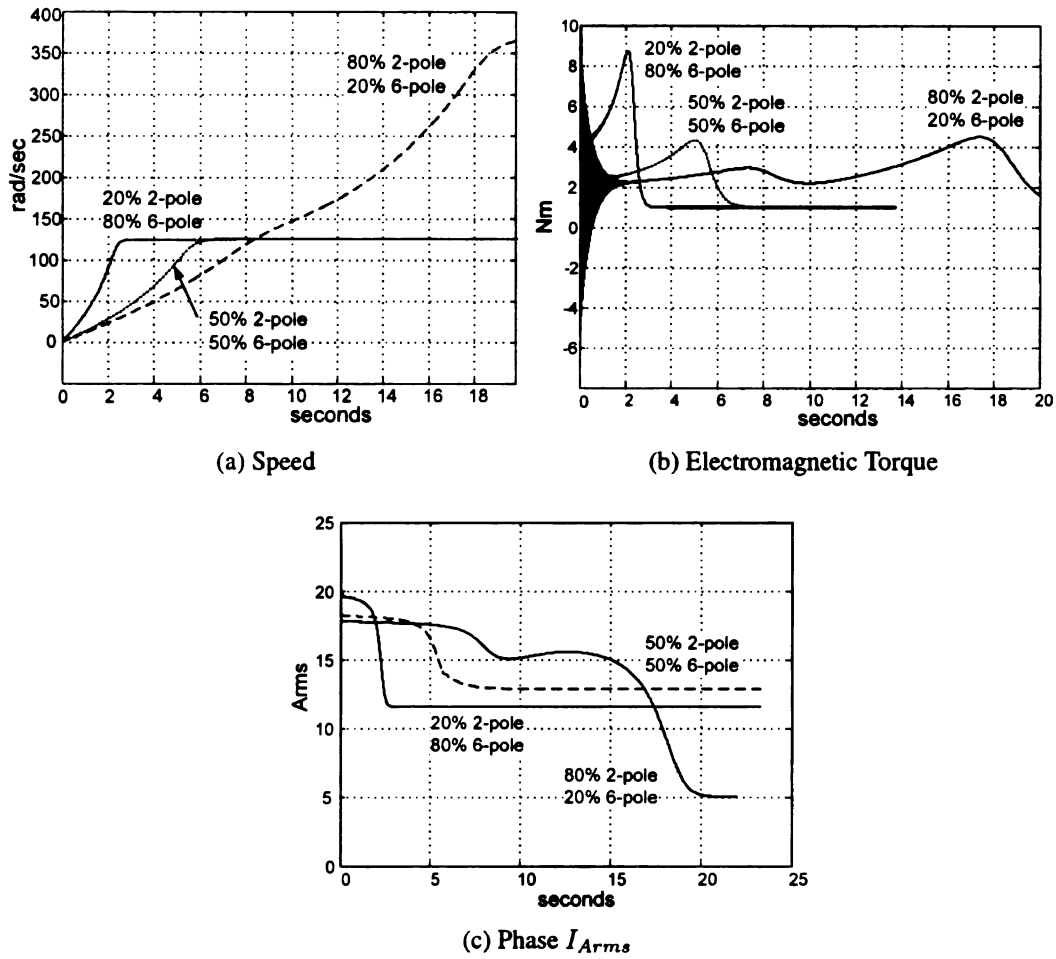 400
350
300
250
200
150
100
50
0
rad/sec
80% 2-pole
20% 6-pole
20% 2-pole
80% 6-pole
50% 2-pole
50% 6-pole
0 2 4 6 8 10 12 14 16 18
seconds
(a) Speed
10
8
6
4
2
0
-2
-4
-6
Nm
20% 2-pole
80% 6-pole
50% 2-pole
50% 6-pole
80% 2-pole
20% 6-pole
0 2 4 6 8 10 12 14 16 18 20
seconds
(b) Electromagnetic Torque
25
20
15
10
5
0
Arms
50% 2-pole
50% 6-pole
20% 2-pole
80% 6-pole
80% 2-pole
20% 6-pole
0 5 10 15 20 25
seconds
(c) Phase I_{Arms}